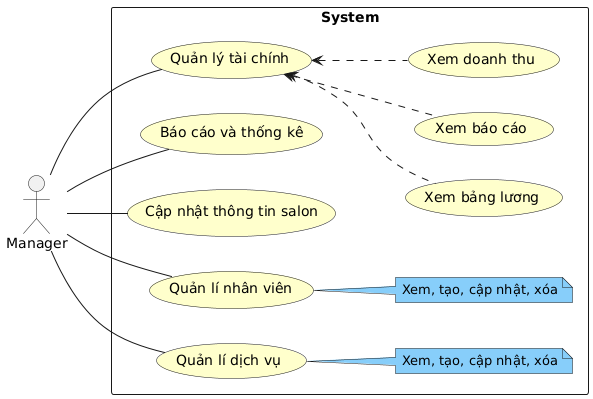 System
Quản lý tài chính
Xem doanh thu
Báo cáo và thống kê
Xem báo cáo
Xem bảng lương
Cập nhật thông tin salon
Manager
Quản lí nhân viên
Xem, tạo, cập nhật, xóa
Quản lí dịch vụ
Xem, tạo, cập nhật, xóa